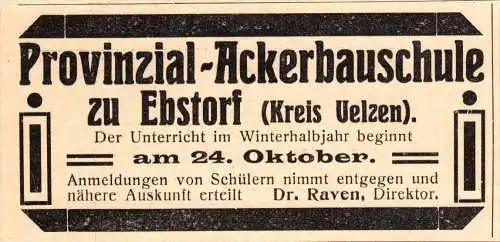 Provinzial-Ackerbauschule
zu Ebstorf (Kreis Uelzen).
Der Unterricht im Winterhalbjahr beginnt
am 24. Oktober.
Anmeldungen von Schülern nimmt entgegen und
nähere Auskunft erteilt Dr. Raven, Direktor.